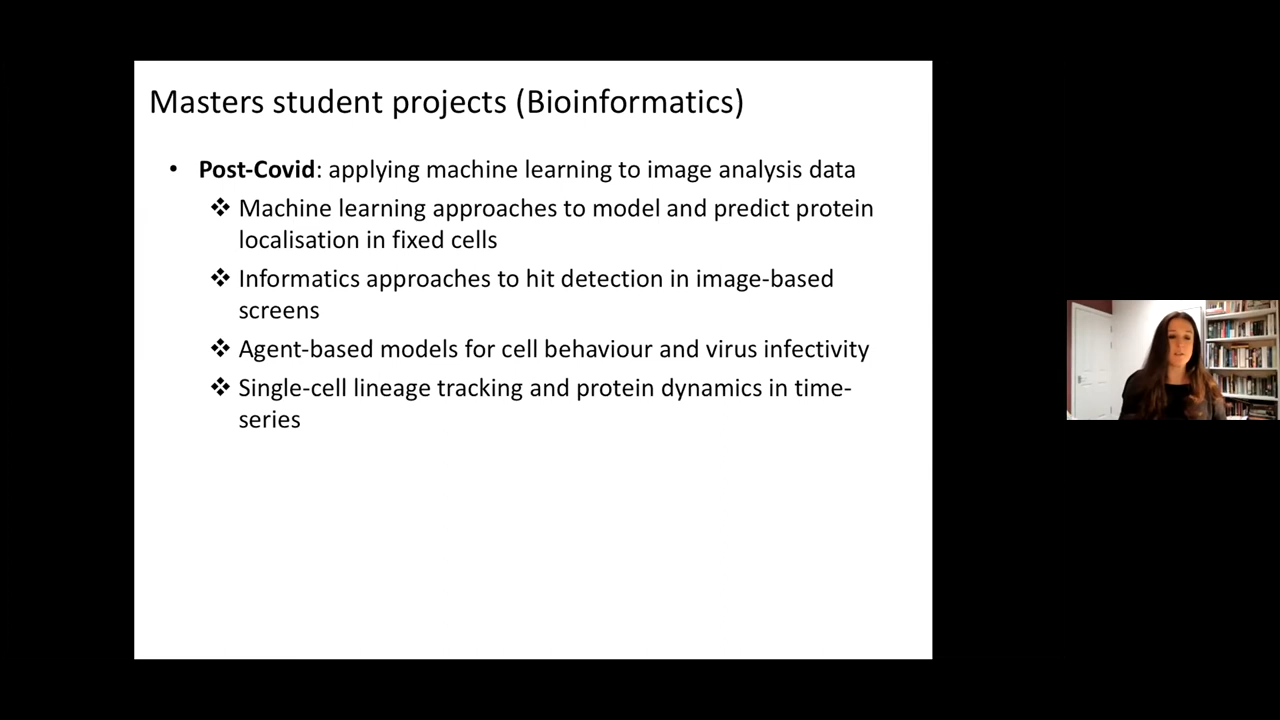 Masters student projects (Bioinformatics)
• Post-Covid: applying machine learning to image analysis data
❖ Machine learning approaches to model and predict protein
localisation in fixed cells
❖ Informatics approaches to hit detection in image-based
screens
❖ Agent-based models for cell behaviour and virus infectivity
❖ Single-cell lineage tracking and protein dynamics in time-
series